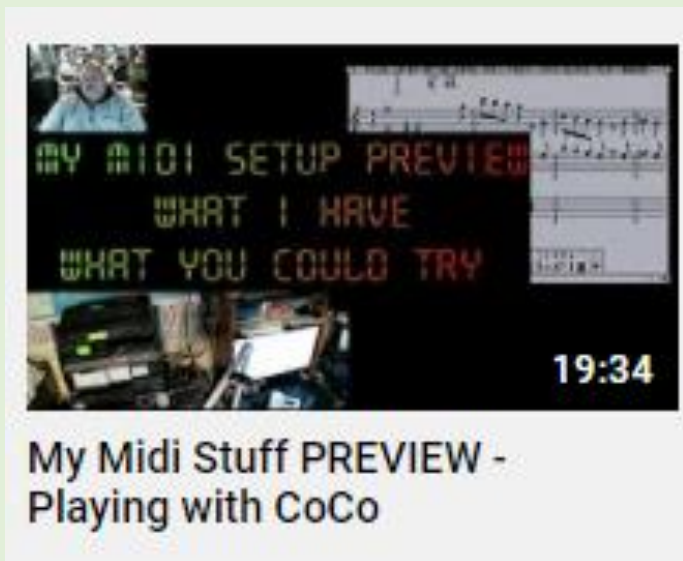 MY MIDI SETUP PREVIEW
WHAT I HAVE
WHAT YOU COULD TRY
19:34
My Midi Stuff PREVIEW -
Playing with CoCo